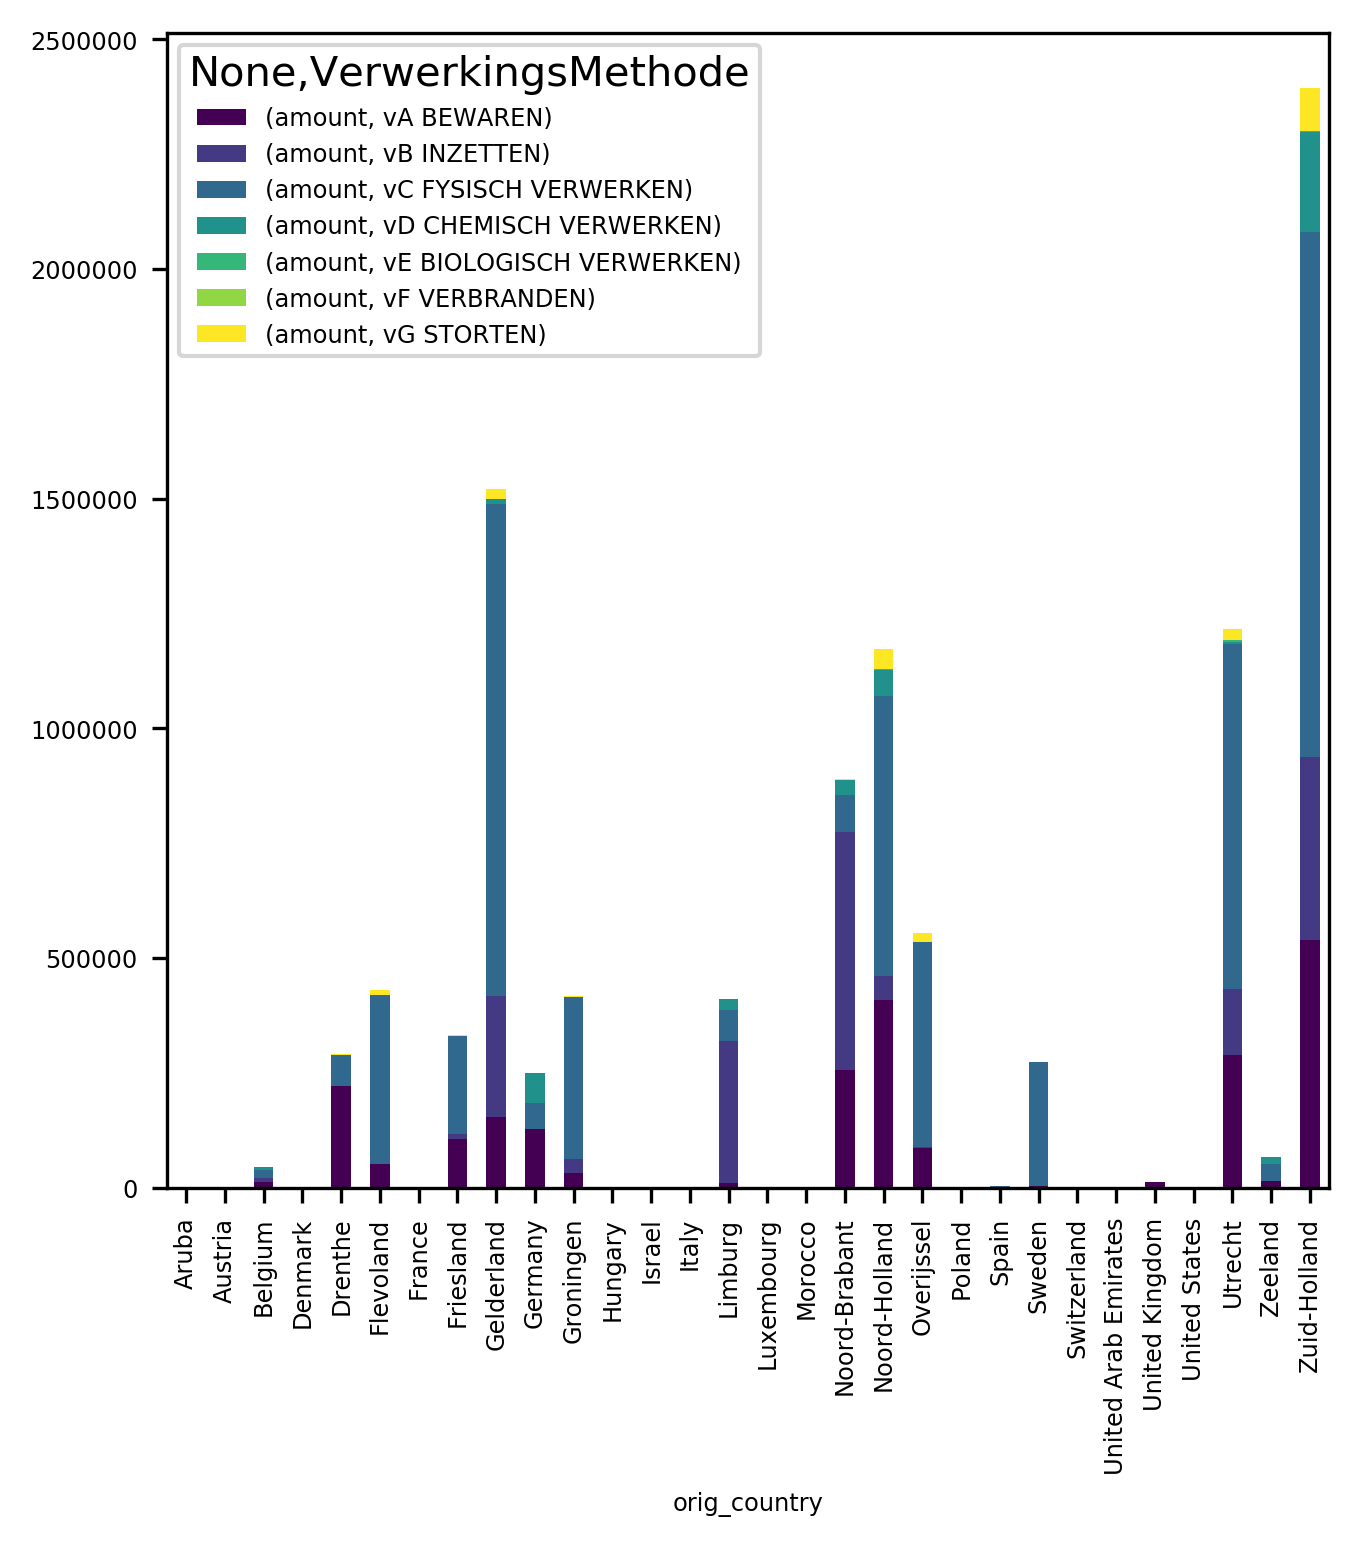 2500000
2000000
1500000
1000000
500000
0
None,VerwerkingsMethode
(amount, vA BEWAREN)
(amount, vB INZETTEN)
(amount, vC FYSISCH VERWERKEN)
(amount, vD CHEMISCH VERWERKEN)
(amount, vE BIOLOGISCH VERWERKEN)
(amount, vF VERBRANDEN)
(amount, vG STORTEN)
Aruba
Austria
Belgium
Denmark
Drenthe
Flevoland
France
Friesland
Gelderland
Germany
Groningen
Hungary
Israel
Italy
Limburg
Luxembourg
Morocco
Noord-Brabant
Noord-Holland
Overijssel
Poland
Spain
Sweden
Switzerland
United Arab Emirates
United Kingdom
United States
Utrecht
Zeeland
Zuid-Holland
orig_country